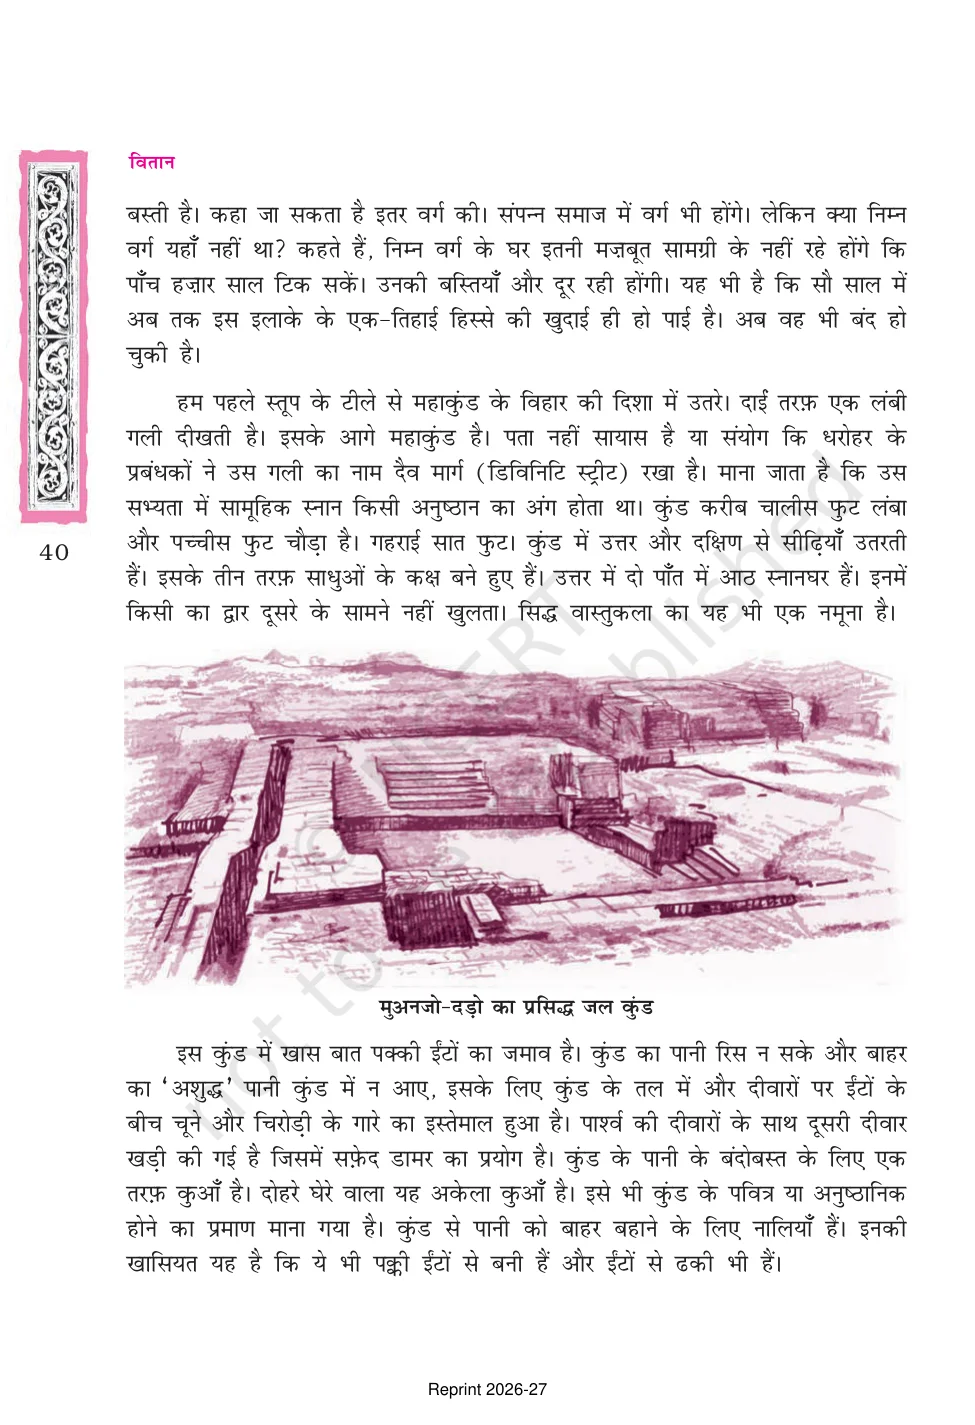 वितान
बस्ती है। कहा जा सकता है इतर वर्ग की। संपन्न समाज में वर्ग भी होंगे। लेकिन क्या निम्न
वर्ग यहाँ नहीं था? कहते हैं, निम्न वर्ग के घर इतनी मज़बूत सामग्री के नहीं रहे होंगे कि
पाँच हज़ार साल टिक सकें। उनकी बस्तियाँ और दूर रही होंगी। यह भी है कि सौ साल में
अब तक इस इलाके के एक-तिहाई हिस्से की खुदाई ही हो पाई है। अब वह भी बंद हो
चुकी है।
हम पहले स्तूप के टीले से महाकुंड के विहार की दिशा में उतरे। दाईं तरफ़ एक लंबी
गली दीखती है। इसके आगे महाकुंड है। पता नहीं सायास है या संयोग कि धरोहर के
प्रबंधकों ने उस गली का नाम दैव मार्ग (डिविनिटि स्ट्रीट) रखा है। माना जाता है कि उस
सभ्यता में सामूहिक स्नान किसी अनुष्ठान का अंग होता था। कुंड करीब चालीस फुट लंबा
और पच्चीस फुट चौड़ा है। गहराई सात फुट। कुंड में उत्तर और दक्षिण से सीढ़ियाँ उतरती
हैं। इसके तीन तरफ़ साधुओं के कक्ष बने हुए हैं। उत्तर में दो पाँत में आठ स्नानघर हैं। इनमें
किसी का द्वार दूसरे के सामने नहीं खुलता। सिद्ध वास्तुकला का यह भी एक नमूना है।
40
मुअनजो-दड़ो का प्रसिद्ध जल कुंड
इस कुंड में खास बात पक्की ईंटों का जमाव है। कुंड का पानी रिस न सके और बाहर
का ‘अशुद्ध’ पानी कुंड में न आए, इसके लिए कुंड के तल में और दीवारों पर ईंटों के
बीच चूने और चिरोड़ी के गारे का इस्तेमाल हुआ है। पार्श्व की दीवारों के साथ दूसरी दीवार
खड़ी की गई है जिसमें सफ़ेद डामर का प्रयोग है। कुंड के पानी के बंदोबस्त के लिए एक
तरफ़ कुआँ है। दोहरे घेरे वाला यह अकेला कुआँ है। इसे भी कुंड के पवित्र या अनुष्ठानिक
होने का प्रमाण माना गया है। कुंड से पानी को बाहर बहाने के लिए नालियाँ हैं। इनकी
खासियत यह है कि ये भी पक्की ईंटों से बनी हैं और ईंटों से ढकी भी हैं।
© NCERT
not to be republished
Reprint 2026-27